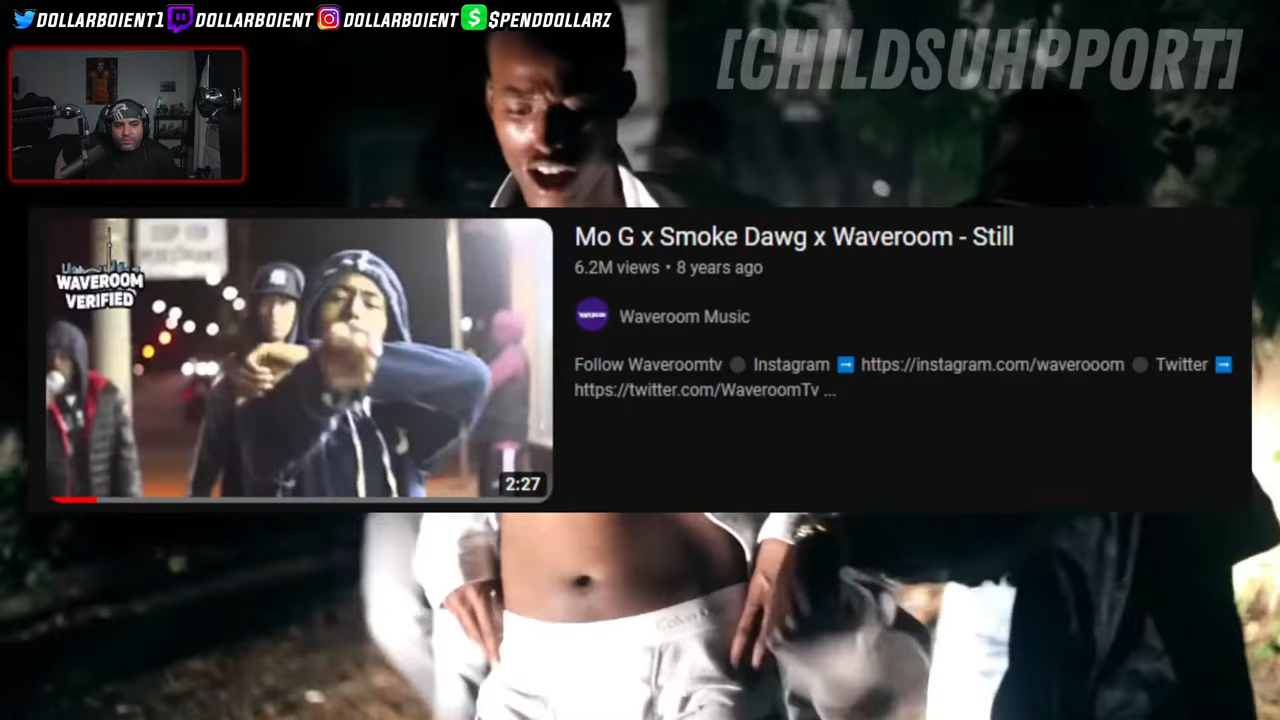 DOLLARBOIENT1 DOLLARBOIENT DOLLARBOIENT $PENDDOLLARZ
[CHILDSUHPPORT]
WAVEROOM
VERIFIED
2:27
Mo G x Smoke Dawg x Waveroom - Still
6.2M views • 8 years ago
Waveroom Music
Follow Waveroomtv ⚫ Instagram ➡️ https://instagram.com/waverooom ⚫ Twitter ➡️
https://twitter.com/WaveroomTv ...